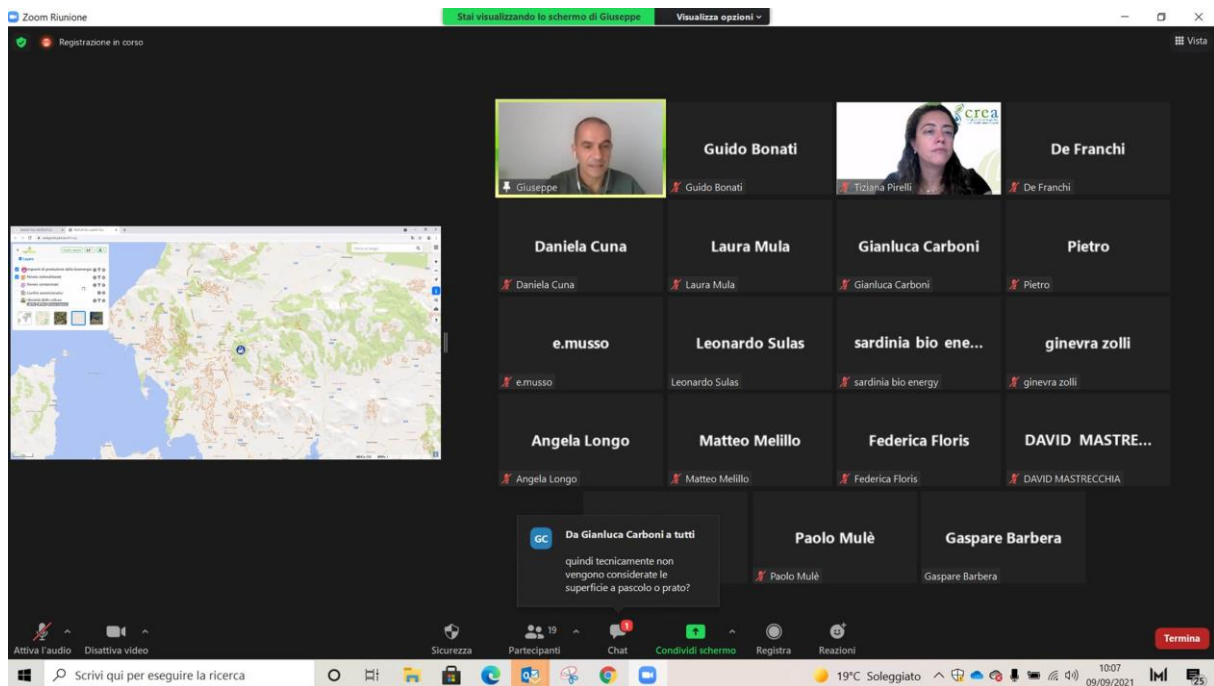 Zoom Riunione
Stai visualizzando lo schermo di Giuseppe
Visualizza opzioni
Registrazione in corso
Vista
crea
Giuseppe
Guido Bonati
Guido Bonati
Tiziana Pirelli
De Franchi
De Franchi
Layers
Impianti di produzione della bioenergia
Daniela Cuna
Daniela Cuna
Laura Mula
Laura Mula
Gianluca Carboni
Gianluca Carboni
Pietro
Pietro
e.musso
e.musso
Leonardo Sulas
Leonardo Sulas
sardinia bio ene...
sardinia bio energy
ginevra zolli
ginevra zolli
Angela Longo
Angela Longo
Matteo Melillo
Matteo Melillo
Federica Floris
Federica Floris
DAVID MASTRE...
DAVID MASTRECCHIA
GC
Da Gianluca Carboni a tutti
quindi tecnicamente non
vengono considerate le
superficie a pascolo o prato?
Paolo Mulè
Paolo Mulè
Gaspare Barbera
Gaspare Barbera
Attiva l'audio
Disattiva video
Sicurezza
Partecipanti
19
Chat
1
Condividi schermo
Registra
Reazioni
Termina
Scrivi qui per eseguire la ricerca
19°C Soleggiato
10:07
09/09/2021
25